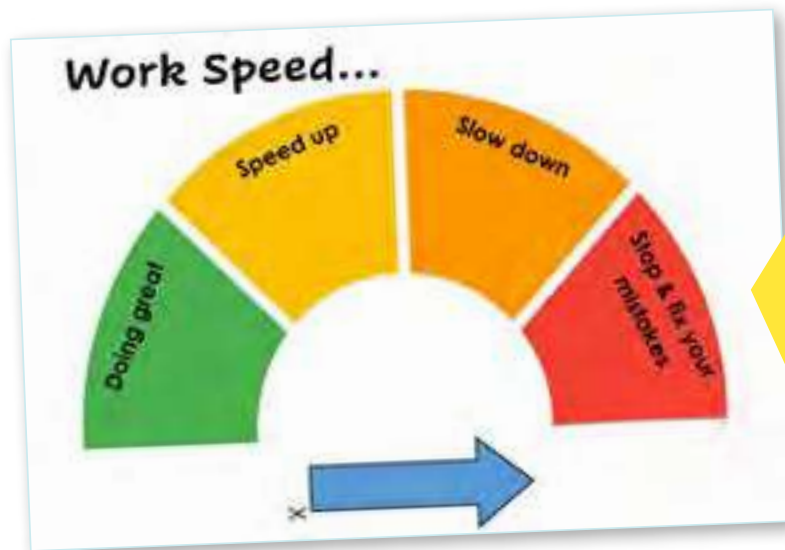 Work Speed...
Doing great
Speed up
Slow down
Stop & fix your
mistakes